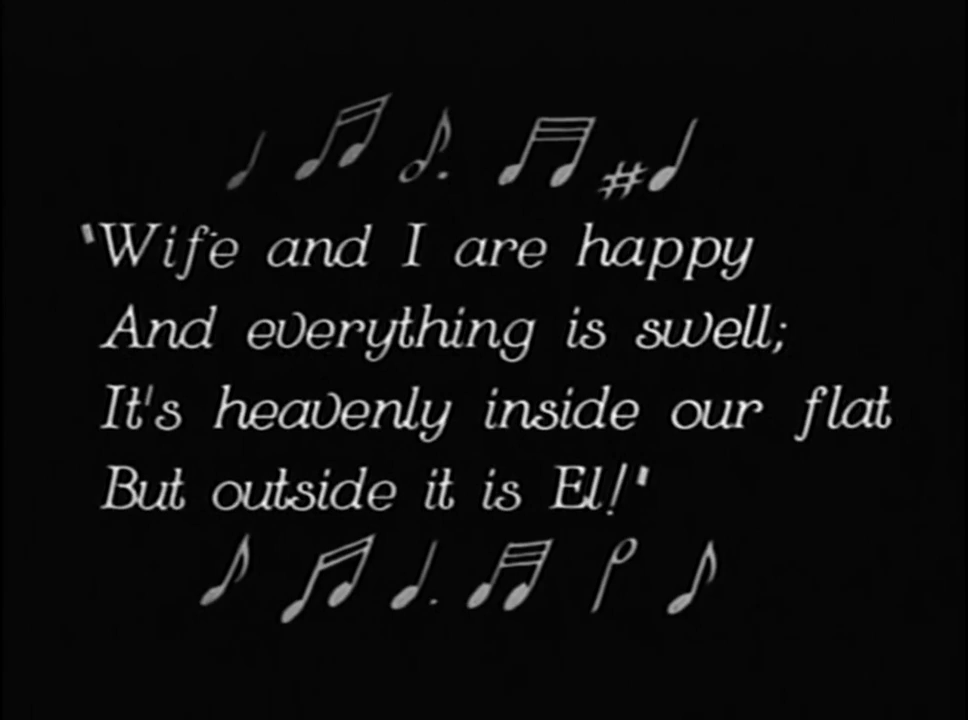 "Wife and I are happy
And everything is swell;
It's heavenly inside our flat
But outside it is El!"